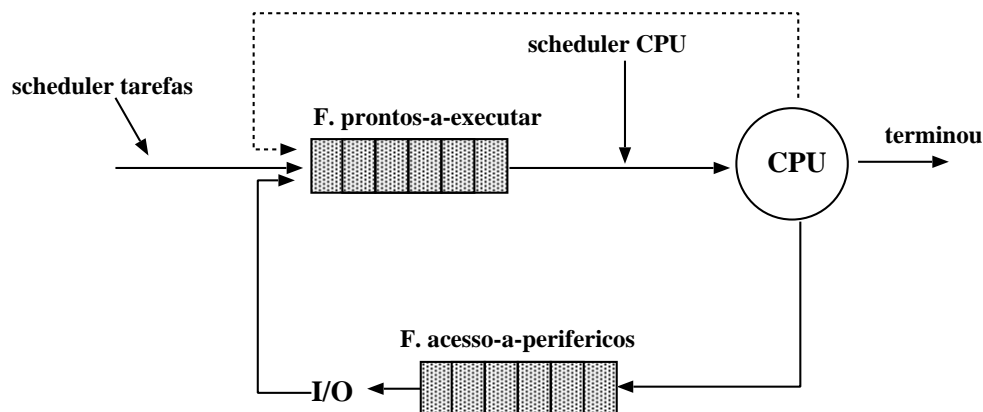 scheduler CPU
scheduler tarefas
F. prontos-a-executar
terminou
CPU
F. acesso-a-perifericos
I/O